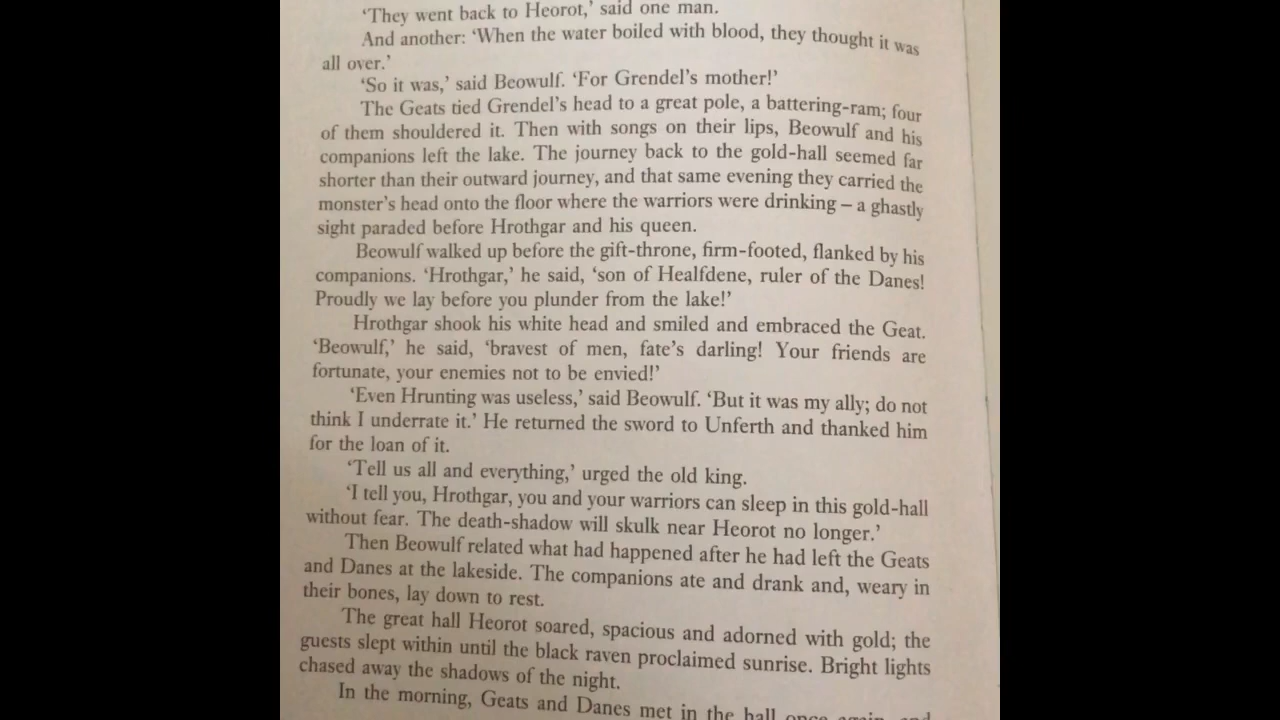 ‘They went back to Heorot,’ said one man.
And another: ‘When the water boiled with blood, they thought it was
all over.’
‘So it was,’ said Beowulf. ‘For Grendel’s mother!’
The Geats tied Grendel’s head to a great pole, a battering-ram; four
of them shouldered it. Then with songs on their lips, Beowulf and his
companions left the lake. The journey back to the gold-hall seemed far
shorter than their outward journey, and that same evening they carried the
monster’s head onto the floor where the warriors were drinking – a ghastly
sight paraded before Hrothgar and his queen.
Beowulf walked up before the gift-throne, firm-footed, flanked by his
companions. ‘Hrothgar,’ he said, ‘son of Healfdene, ruler of the Danes!
Proudly we lay before you plunder from the lake!’
Hrothgar shook his white head and smiled and embraced the Geat.
‘Beowulf,’ he said, ‘bravest of men, fate’s darling! Your friends are
fortunate, your enemies not to be envied!’
‘Even Hrunting was useless,’ said Beowulf. ‘But it was my ally; do not
think I underrate it.’ He returned the sword to Unferth and thanked him
for the loan of it.
‘Tell us all and everything,’ urged the old king.
‘I tell you, Hrothgar, you and your warriors can sleep in this gold-hall
without fear. The death-shadow will skulk near Heorot no longer.’
Then Beowulf related what had happened after he had left the Geats
and Danes at the lakeside. The companions ate and drank and, weary in
their bones, lay down to rest.
The great hall Heorot soared, spacious and adorned with gold; the
guests slept within until the black raven proclaimed sunrise. Bright lights
chased away the shadows of the night.
In the morning, Geats and Danes met in the hall once again, and